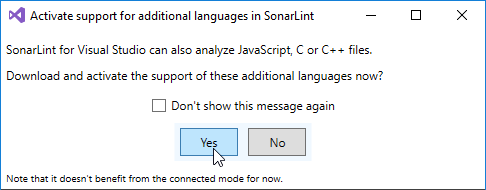 Activate support for additional languages in SonarLint
SonarLint for Visual Studio can also analyze JavaScript, C or C++ files.
Download and activate the support of these additional languages now?
Don't show this message again
Yes No
Note that it doesn't benefit from the connected mode for now.